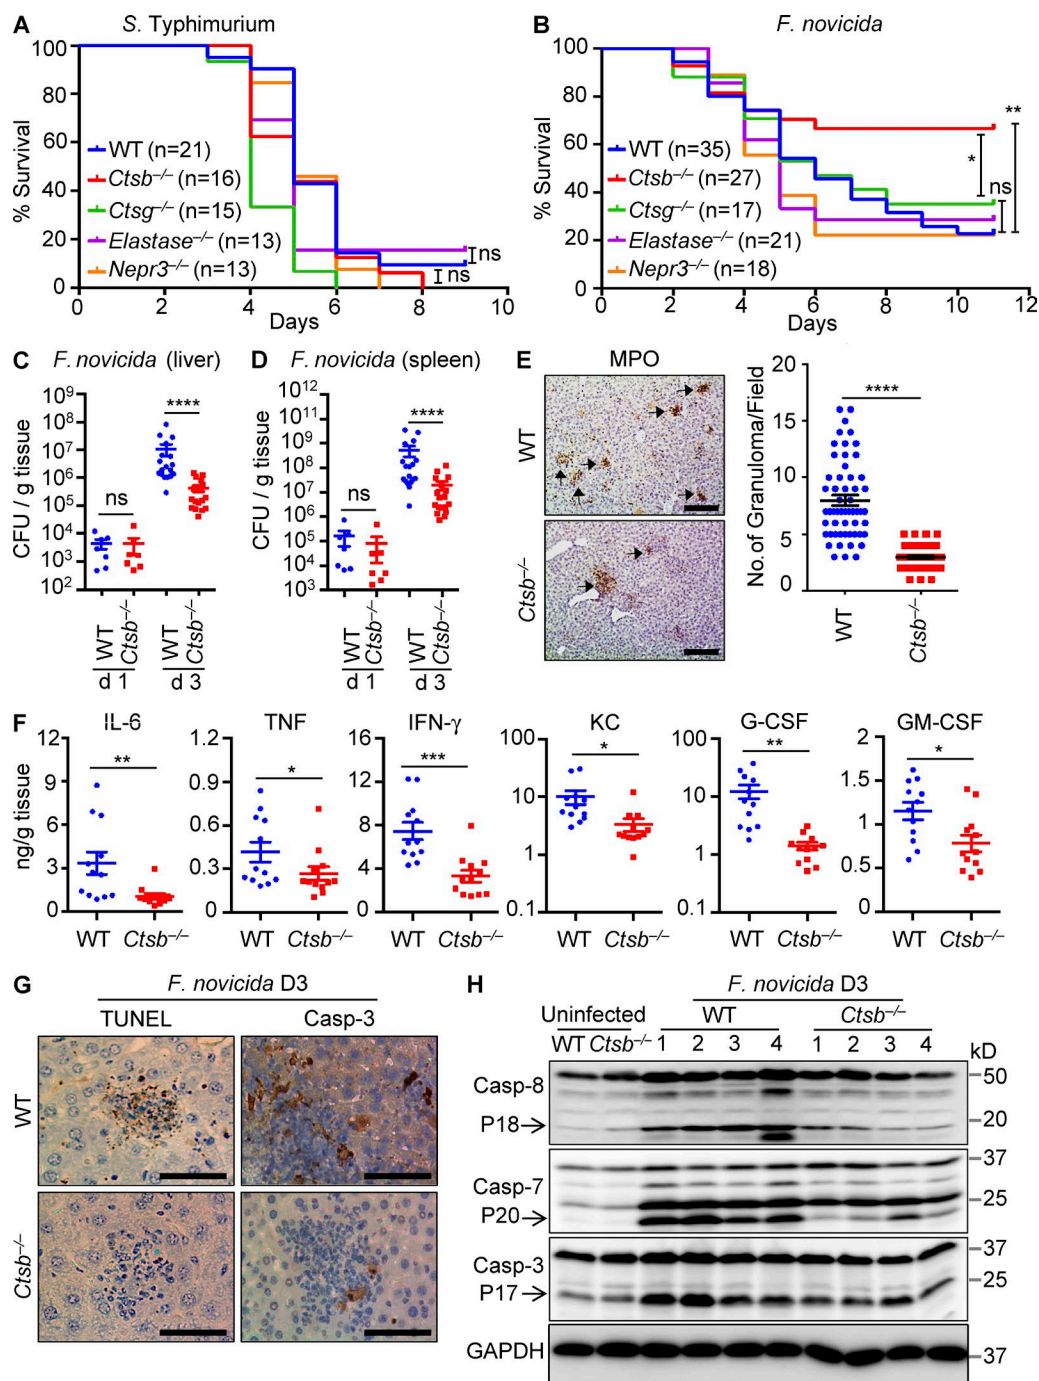 A
S. Typhimurium
100
80
60
40
20
0
% Survival
WT (n=21)
Ctsb–/– (n=16)
Ctsg–/– (n=15)
Elastase–/– (n=13)
Nepr3–/– (n=13)
ns
ns
0 2 4 6 8 10
Days
B
F. novicida
100
80
60
40
20
0
% Survival
WT (n=35)
Ctsb–/– (n=27)
Ctsg–/– (n=17)
Elastase–/– (n=21)
Nepr3–/– (n=18)
*
**
ns
0 2 4 6 8 10 12
Days
C
F. novicida (liver)
CFU / g tissue
10⁹
10⁸
10⁷
10⁶
10⁵
10⁴
10³
10²
ns
****
WT Ctsb–/– WT Ctsb–/–
d 1 d 3
D
F. novicida (spleen)
CFU / g tissue
10¹²
10¹¹
10¹⁰
10⁹
10⁸
10⁷
10⁶
10⁵
10⁴
10³
ns
****
WT Ctsb–/– WT Ctsb–/–
d 1 d 3
E
MPO
WT
Ctsb–/–
No.of Granuloma/Field
20
15
10
5
0
****
WT Ctsb–/–
F
ng/g tissue
IL-6
12
9
6
3
0
**
WT Ctsb–/–
TNF
1.2
0.9
0.6
0.3
0
*
WT Ctsb–/–
IFN-γ
16
12
8
4
0
***
WT Ctsb–/–
KC
100
10
1
0.1
*
WT Ctsb–/–
G-CSF
100
10
1
0.1
**
WT Ctsb–/–
GM-CSF
2
1.5
1
0.5
0
*
WT Ctsb–/–
G
F. novicida D3
TUNEL Casp-3
WT
Ctsb–/–
H
F. novicida D3
Uninfected WT Ctsb–/–
WT Ctsb–/– 1 2 3 4 1 2 3 4 kD
Casp-8
50
P18
20
37
Casp-7
25
P20
37
Casp-3
25
P17
GAPDH
37